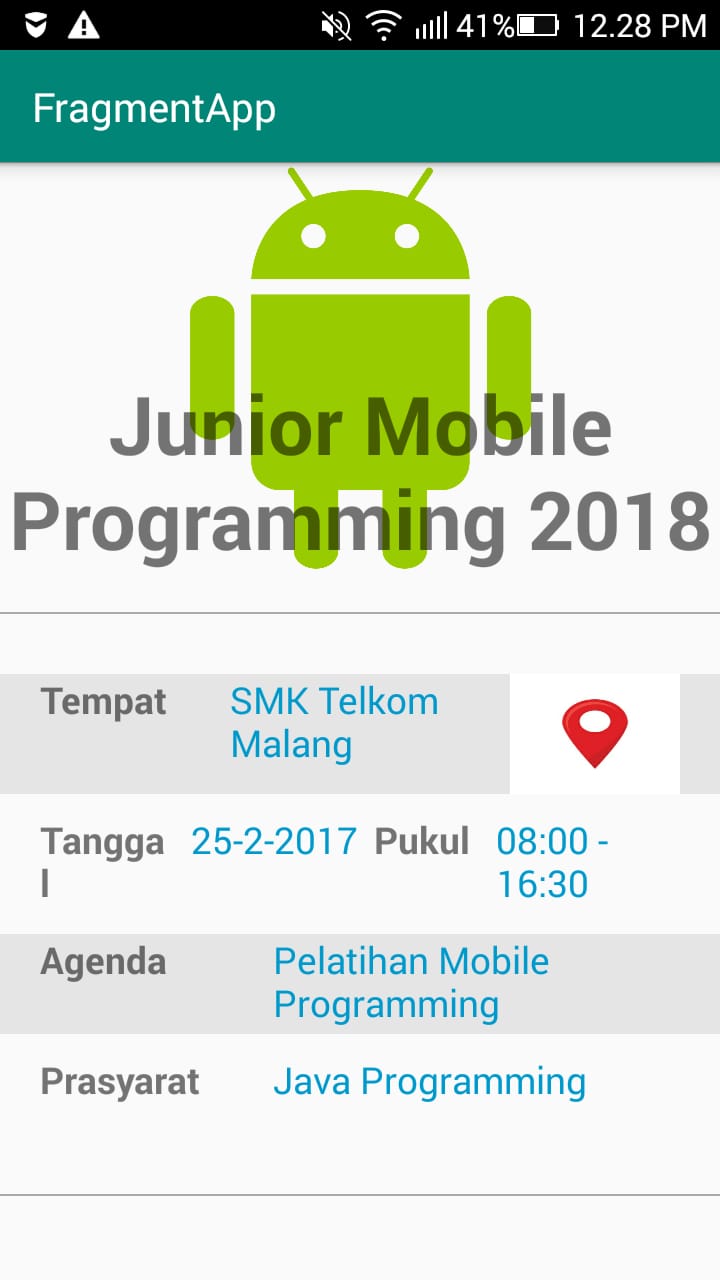 41% 12.28 PM
FragmentApp
Junior Mobile
Programming 2018
Tempat SMK Telkom
Malang
Tangga 25-2-2017 Pukul 08:00 -
l 16:30
Agenda Pelatihan Mobile
Programming
Prasyarat Java Programming